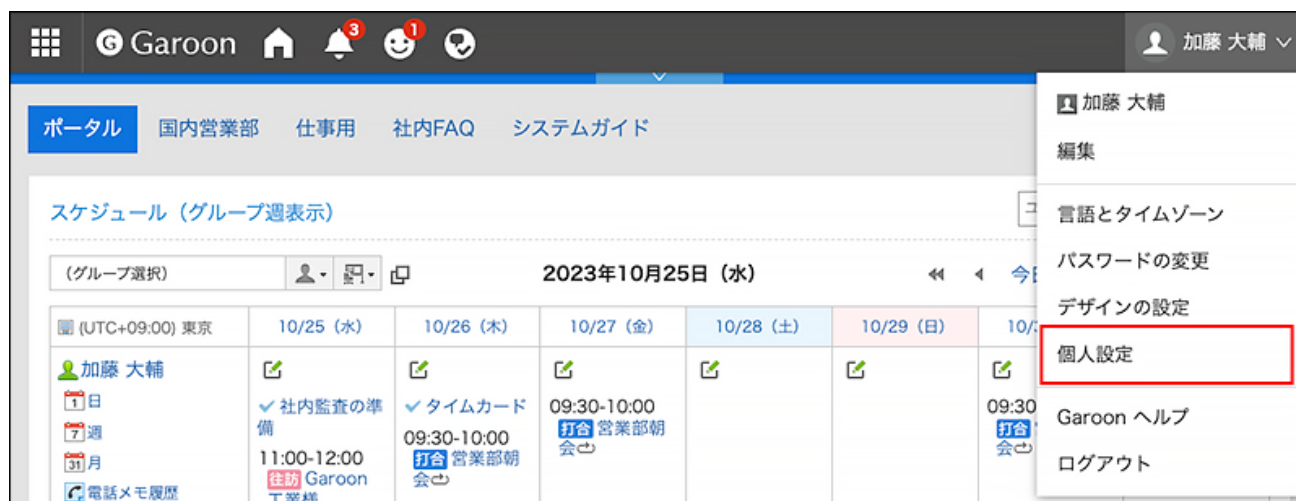 Garoon 3 1 加藤 大輔
加藤 大輔
編集
言語とタイムゾーン
パスワードの変更
デザインの設定
個人設定
Garoon ヘルプ
ログアウト
ポータル 国内営業部 仕事用 社内FAQ システムガイド
スケジュール（グループ週表示）
(グループ選択) 2023年10月25日（水）
(UTC+09:00) 東京 10/25（水） 10/26（木） 10/27（金） 10/28（土） 10/29（日）
加藤 大輔
日
週
月
電話メモ履歴
社内監査の準
備
11:00-12:00
往訪 Garoon
工業様
タイムカード
09:30-10:00
打合 営業部朝
会
09:30-10:00
打合 営業部朝
会
09:30
打合
会